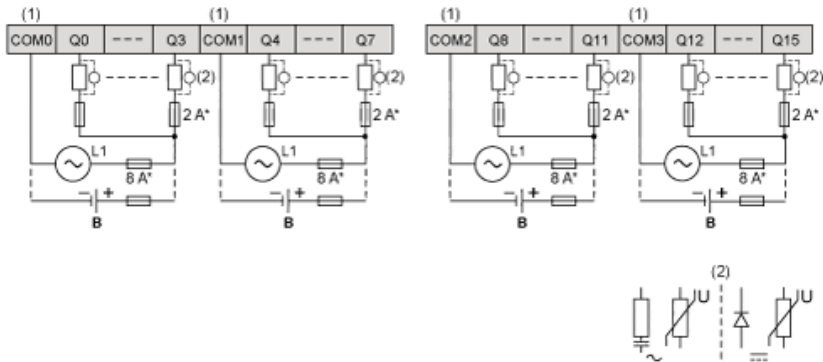 (1) (1) (1) (1)
COM0 Q0 --- Q3 COM1 Q4 --- Q7 COM2 Q8 --- Q11 COM3 Q12 --- Q15
(2) (2) (2) (2)
2 A* 2 A* 2 A* 2 A*
L1 L1 L1 L1
8 A* 8 A* 8 A* 8 A*
− + − + − + − +
B B B B
(2)
U U